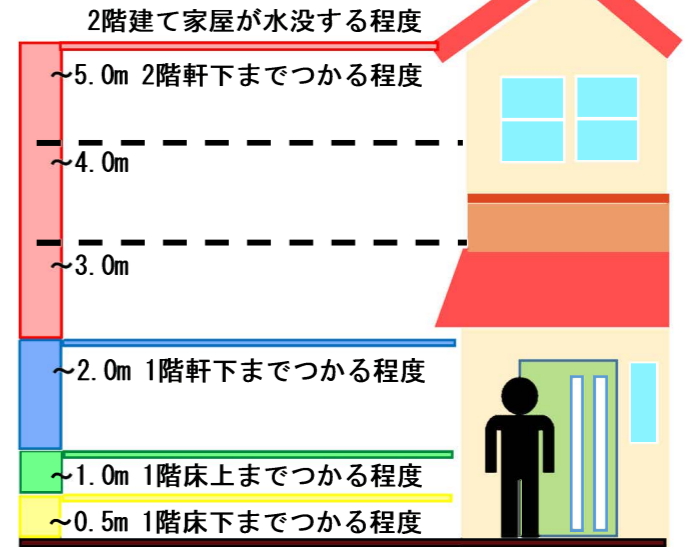 2階建て家屋が水没する程度
～5.0m 2階軒下までつかる程度
～4.0m
～3.0m
～2.0m 1階軒下までつかる程度
～1.0m 1階床上までつかる程度
～0.5m 1階床下までつかる程度